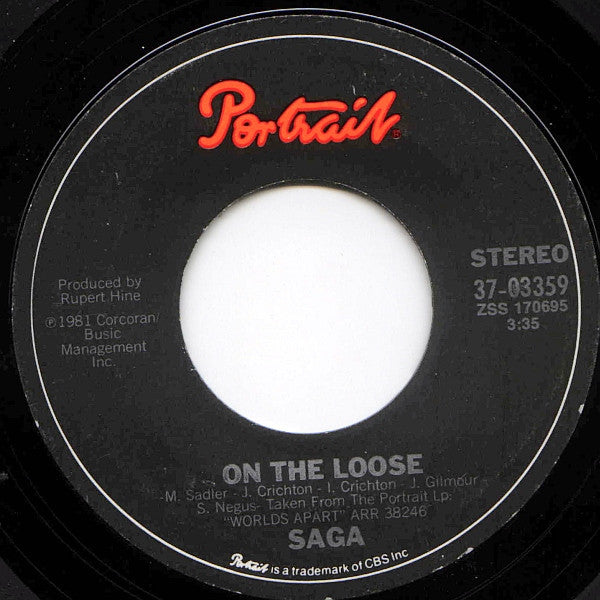 Portrait
STEREO
37-03359
ZSS 170695
3:35
Produced by
Rupert Hine
℗1981 Corcoran/
Busic
Management
Inc.
ON THE LOOSE
-M. Sadler - J. Crichton - I. Crichton - J. Gilmour -
S. Negus- Taken From The Portrait Lp:
"WORLDS APART" ARR 38246
SAGA
Portrait is a trademark of CBS Inc